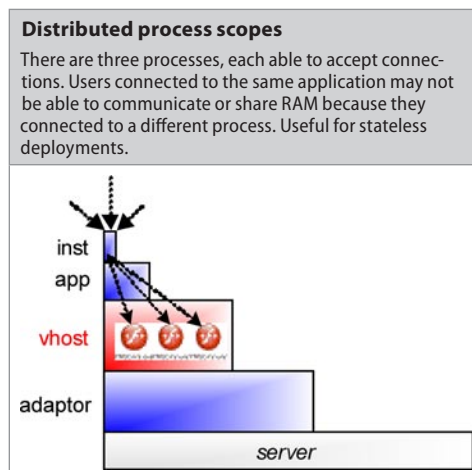 Distributed process scopes
There are three processes, each able to accept connec-
tions. Users connected to the same application may not
be able to communicate or share RAM because they
connected to a different process. Useful for stateless
deployments.
inst
app
vhost
adaptor
server